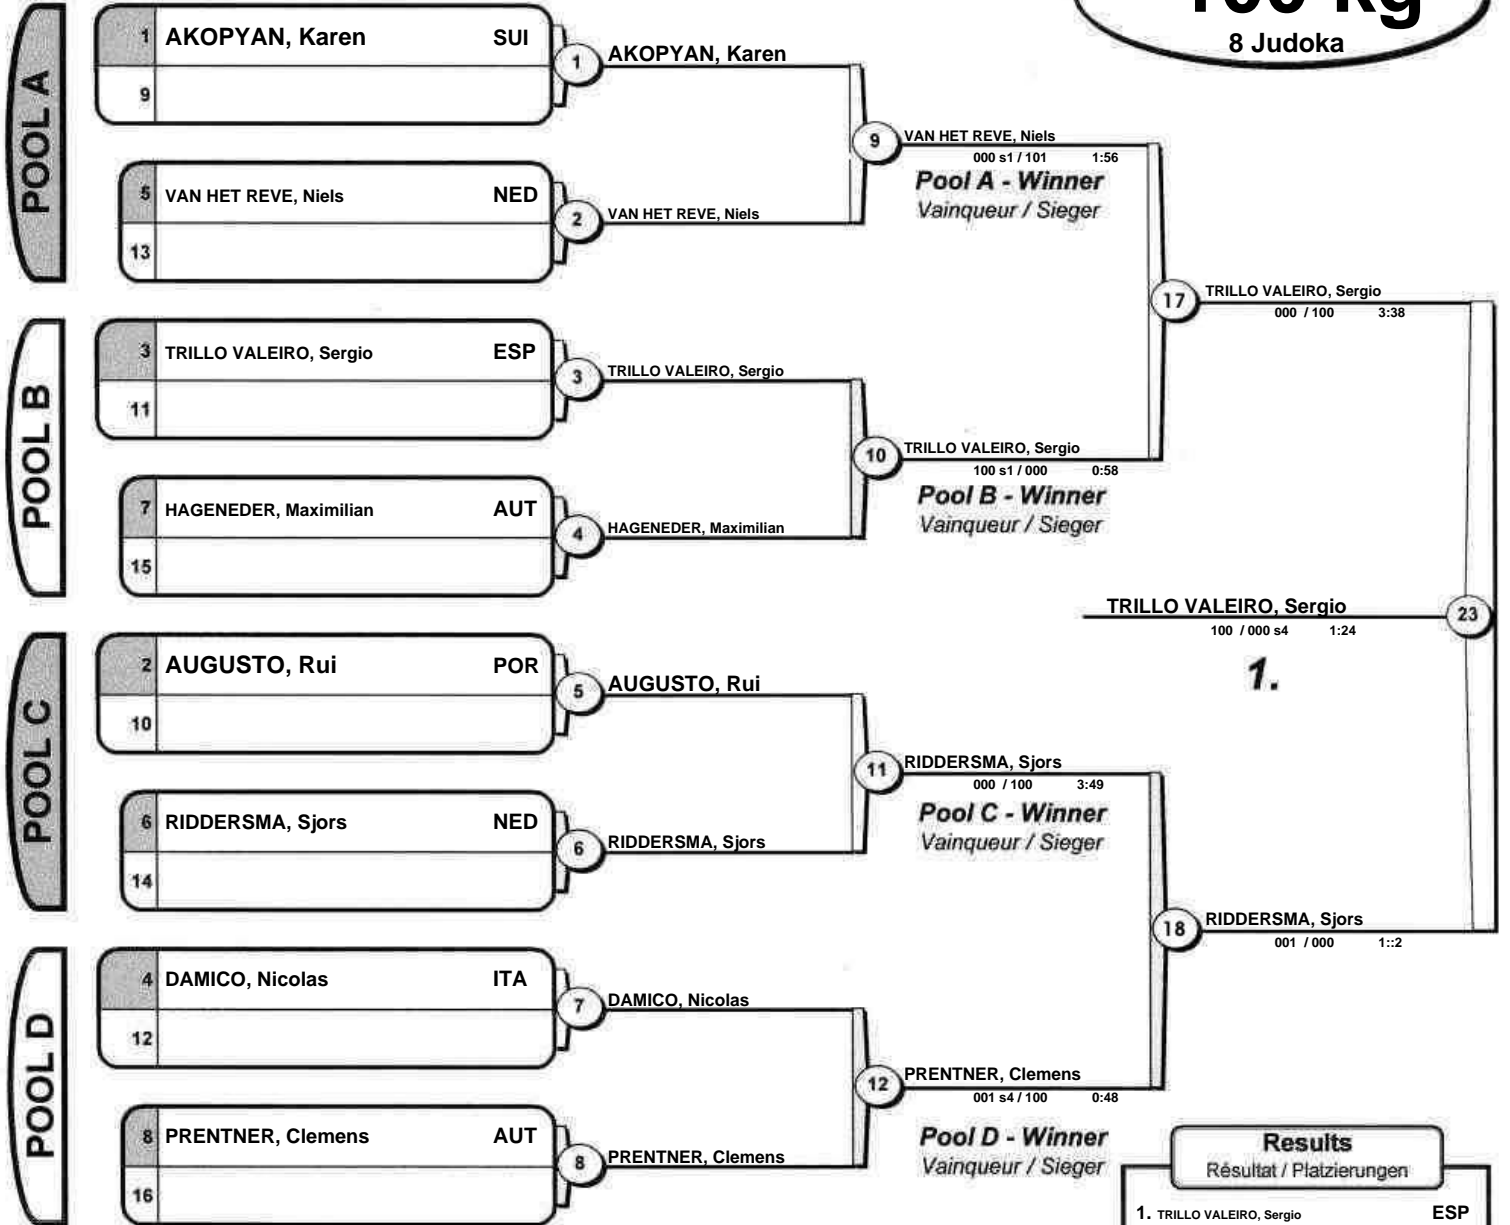 100 kg
8 Judoka
POOL A
1 AKOPYAN, Karen SUI
9
5 VAN HET REVE, Niels NED
13
1 AKOPYAN, Karen
2 VAN HET REVE, Niels
9 VAN HET REVE, Niels
000 s1 / 101 1:56
Pool A - Winner
Vainqueur / Sieger
POOL B
3 TRILLO VALEIRO, Sergio ESP
11
7 HAGENEDER, Maximilian AUT
15
3 TRILLO VALEIRO, Sergio
4 HAGENEDER, Maximilian
10 TRILLO VALEIRO, Sergio
100 s1 / 000 0:58
Pool B - Winner
Vainqueur / Sieger
17 TRILLO VALEIRO, Sergio
000 / 100 3:38
TRILLO VALEIRO, Sergio 23
100 / 000 s4 1:24
1.
POOL C
2 AUGUSTO, Rui POR
10
6 RIDDERSMA, Sjors NED
14
5 AUGUSTO, Rui
6 RIDDERSMA, Sjors
11 RIDDERSMA, Sjors
000 / 100 3:49
Pool C - Winner
Vainqueur / Sieger
18 RIDDERSMA, Sjors
001 / 000 1::2
POOL D
4 DAMICO, Nicolas ITA
12
8 PRENTNER, Clemens AUT
16
7 DAMICO, Nicolas
8 PRENTNER, Clemens
12 PRENTNER, Clemens
001 s4 / 100 0:48
Pool D - Winner
Vainqueur / Sieger
Results
Résultat / Platzierungen
1. TRILLO VALEIRO, Sergio ESP